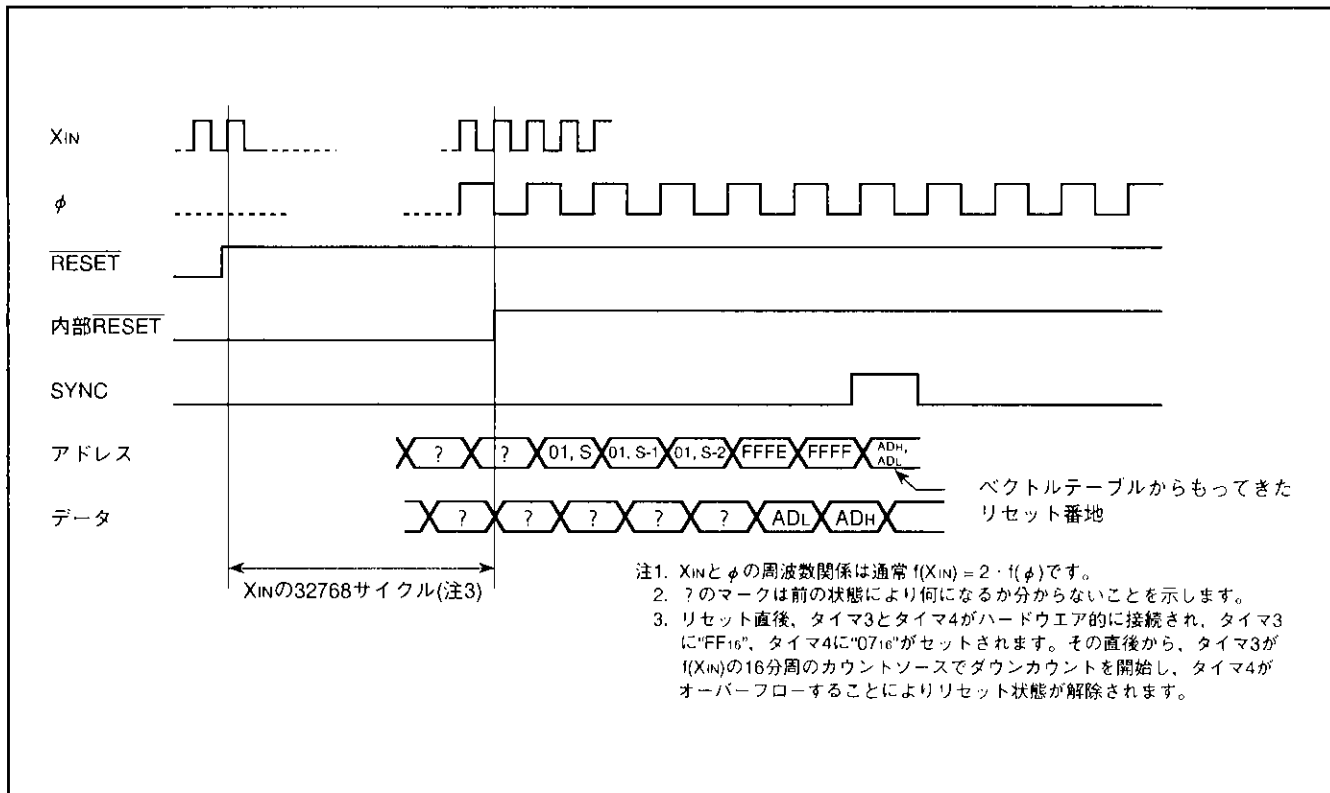 XIN
φ
RESET
内部RESET
SYNC
アドレス
? ? 01, S 01, S-1 01, S-2 FFFE FFFF ADH, ADL
ベクトルテーブルからもってきた
リセット番地
データ
? ? ? ? ? ADL ADH
XINの32768サイクル(注3)
注1. XINとφの周波数関係は通常 f(XIN) = 2・f(φ)です。
2. ?のマークは前の状態により何になるか分からないことを示します。
3. リセット直後、タイマ3とタイマ4がハードウエア的に接続され、タイマ3
に“FF16”、タイマ4に“0716”がセットされます。その直後から、タイマ3が
f(XIN)の16分周のカウントソースでダウンカウントを開始し、タイマ4が
オーバーフローすることによりリセット状態が解除されます。